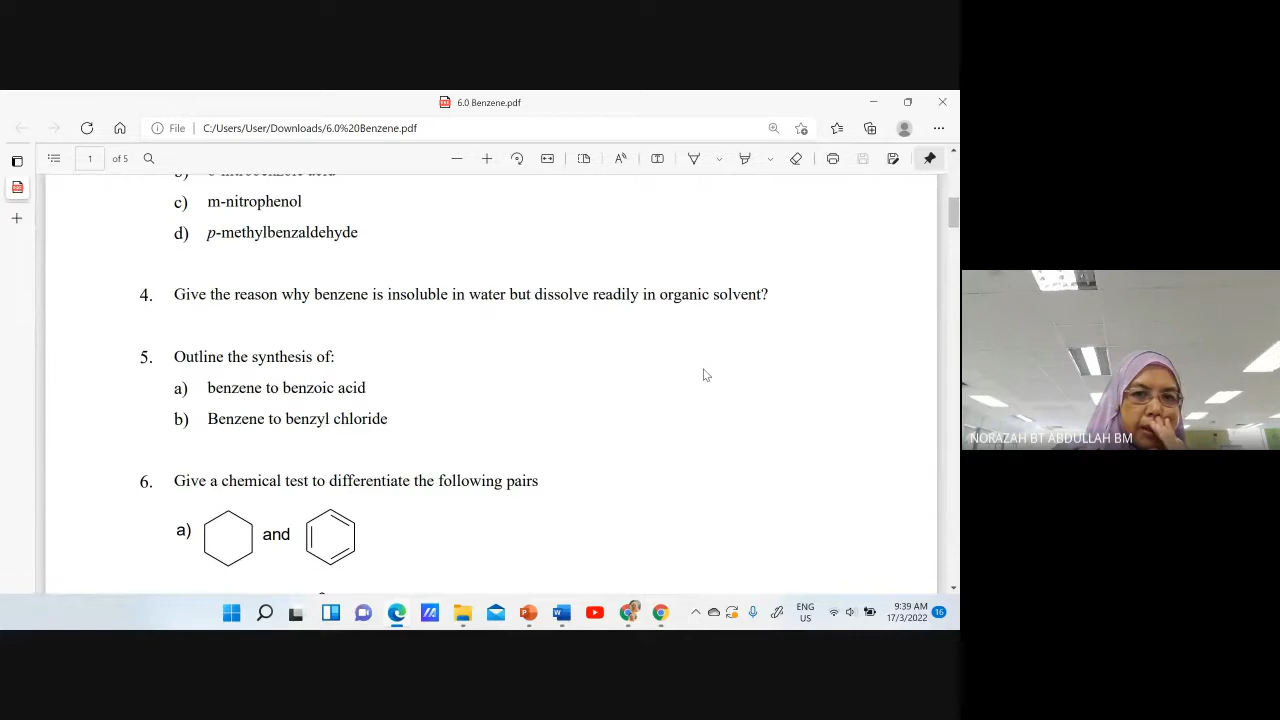 6.0 Benzene.pdf
File
C:/Users/User/Downloads/6.0%20Benzene.pdf
1 of 5
b) o-nitrobenzoic acid
c) m-nitrophenol
d) p-methylbenzaldehyde
4. Give the reason why benzene is insoluble in water but dissolve readily in organic solvent?
5. Outline the synthesis of:
a) benzene to benzoic acid
b) Benzene to benzyl chloride
6. Give a chemical test to differentiate the following pairs
a) and
NORAZAH BT ABDULLAH BM
ENG
US
9:39 AM
17/3/2022
16